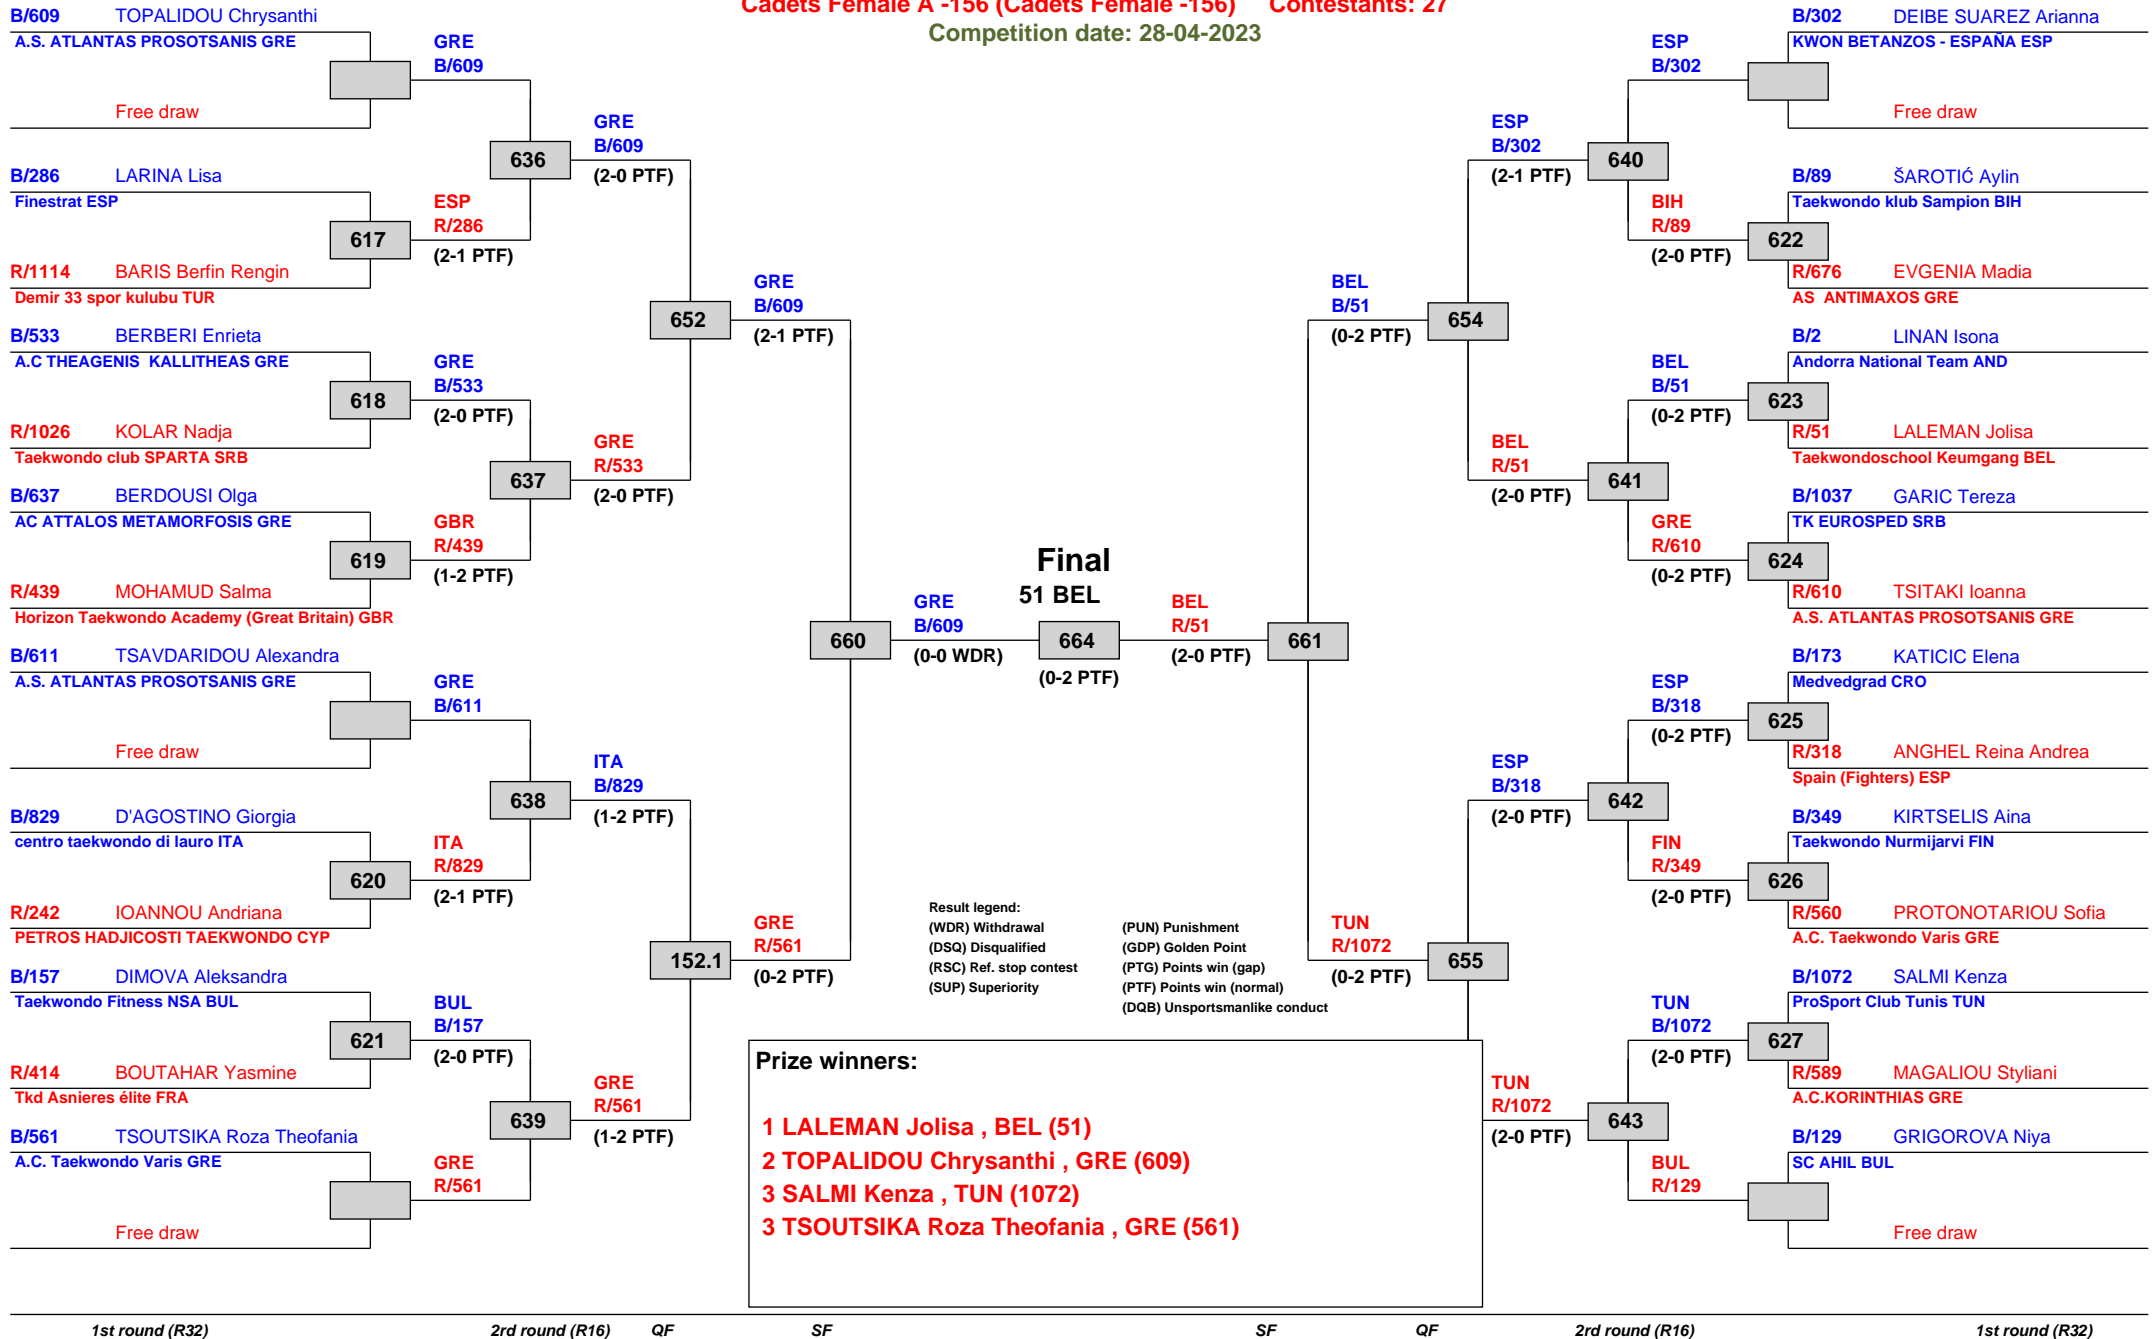 Cadets Female A -156 (Cadets Female -156) Contestants: 27
Competition date: 28-04-2023
B/609 TOPALIDOU Chrysanthi
A.S. ATLANTAS PROSOTSANIS GRE
Free draw
B/286 LARINA Lisa
Finestrat ESP
617
R/1114 BARIS Berfin Rengin
Demir 33 spor kulubu TUR
B/533 BERBERI Enrieta
A.C THEAGENIS KALLITHEAS GRE
618
R/1026 KOLAR Nadja
Taekwondo club SPARTA SRB
B/637 BERDOUSI Olga
AC ATTALOS METAMORFOSIS GRE
619
R/439 MOHAMUD Salma
Horizon Taekwondo Academy (Great Britain) GBR
B/611 TSAVDARIDOU Alexandra
A.S. ATLANTAS PROSOTSANIS GRE
Free draw
B/829 D'AGOSTINO Giorgia
centro taekwondo di lauro ITA
620
R/242 IOANNOU Andriana
PETROS HADJICOSTI TAEKWONDO CYP
B/157 DIMOVA Aleksandra
Taekwondo Fitness NSA BUL
621
R/414 BOUTAHAR Yasmine
Tkd Asnieres élite FRA
B/561 TSOUTSIKA Roza Theofania
A.C. Taekwondo Varis GRE
Free draw
GRE
B/609
636
ESP
R/286
(2-1 PTF)
GRE
B/533
(2-0 PTF)
637
GBR
R/439
(1-2 PTF)
GRE
B/611
638
ITA
R/829
(2-1 PTF)
BUL
B/157
(2-0 PTF)
639
GRE
R/561
GRE
B/609
(2-0 PTF)
652
GRE
R/533
(2-0 PTF)
ITA
B/829
(1-2 PTF)
152.1
GRE
R/561
(1-2 PTF)
GRE
B/609
(2-1 PTF)
660
GRE
R/561
(0-2 PTF)
GRE
B/609
(0-0 WDR)
Final
51 BEL
664
(0-2 PTF)
BEL
R/51
(2-0 PTF)
661
BEL
B/51
(0-2 PTF)
654
TUN
R/1072
(0-2 PTF)
655
ESP
B/302
(2-1 PTF)
640
BEL
R/51
(2-0 PTF)
641
ESP
B/318
(2-0 PTF)
642
TUN
R/1072
(2-0 PTF)
643
ESP
B/302
BIH
R/89
(2-0 PTF)
BEL
B/51
(0-2 PTF)
GRE
R/610
(0-2 PTF)
ESP
B/318
(0-2 PTF)
FIN
R/349
(2-0 PTF)
TUN
B/1072
(2-0 PTF)
BUL
R/129
B/302 DEIBE SUAREZ Arianna
KWON BETANZOS - ESPAÑA ESP
Free draw
B/89 ŠAROTIĆ Aylin
Taekwondo klub Sampion BIH
622
R/676 EVGENIA Madia
AS ANTIMAXOS GRE
B/2 LINAN Isona
Andorra National Team AND
623
R/51 LALEMAN Jolisa
Taekwondoschool Keumgang BEL
B/1037 GARIC Tereza
TK EUROSPED SRB
624
R/610 TSITAKI Ioanna
A.S. ATLANTAS PROSOTSANIS GRE
B/173 KATICIC Elena
Medvedgrad CRO
625
R/318 ANGHEL Reina Andrea
Spain (Fighters) ESP
B/349 KIRTSELIS Aina
Taekwondo Nurmijarvi FIN
626
R/560 PROTONOTARIOU Sofia
A.C. Taekwondo Varis GRE
B/1072 SALMI Kenza
ProSport Club Tunis TUN
627
R/589 MAGALIOU Styliani
A.C.KORINTHIAS GRE
B/129 GRIGOROVA Niya
SC AHIL BUL
Free draw
Result legend:
(WDR) Withdrawal
(DSQ) Disqualified
(RSC) Ref. stop contest
(SUP) Superiority
(PUN) Punishment
(GDP) Golden Point
(PTG) Points win (gap)
(PTF) Points win (normal)
(DQB) Unsportsmanlike conduct
Prize winners:
1 LALEMAN Jolisa , BEL (51)
2 TOPALIDOU Chrysanthi , GRE (609)
3 SALMI Kenza , TUN (1072)
3 TSOUTSIKA Roza Theofania , GRE (561)
1st round (R32) 2rd round (R16) QF SF SF QF 2rd round (R16) 1st round (R32)